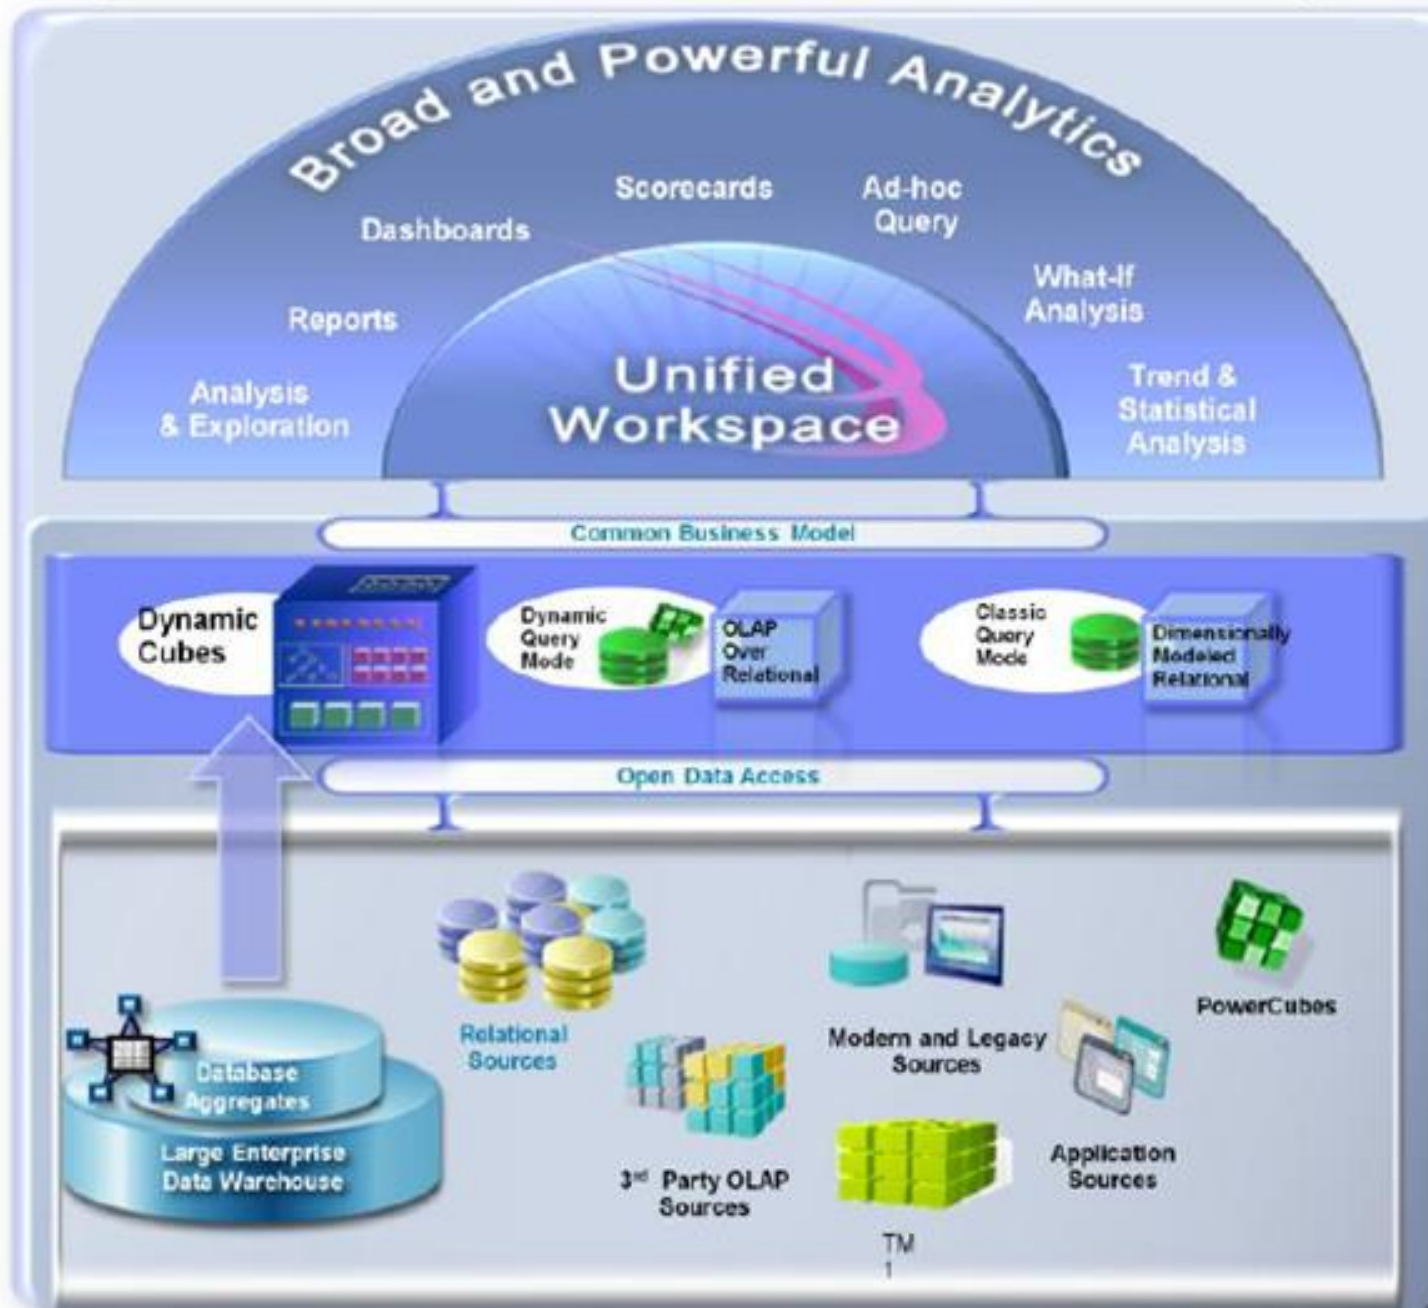 Broad and Powerful Analytics
Scorecards
Ad-hoc
Query
Dashboards
What-If
Analysis
Reports
Unified
Workspace
Trend &
Statistical
Analysis
Analysis
& Exploration
Common Business Model
Dynamic
Cubes
Dynamic
Query
Mode
OLAP
Over
Relational
Classic
Query
Mode
Dimensionally
Modeled
Relational
Open Data Access
Relational
Sources
Modern and Legacy
Sources
PowerCubes
Database
Aggregates
Large Enterprise
Data Warehouse
3rd Party OLAP
Sources
Application
Sources
TM
1